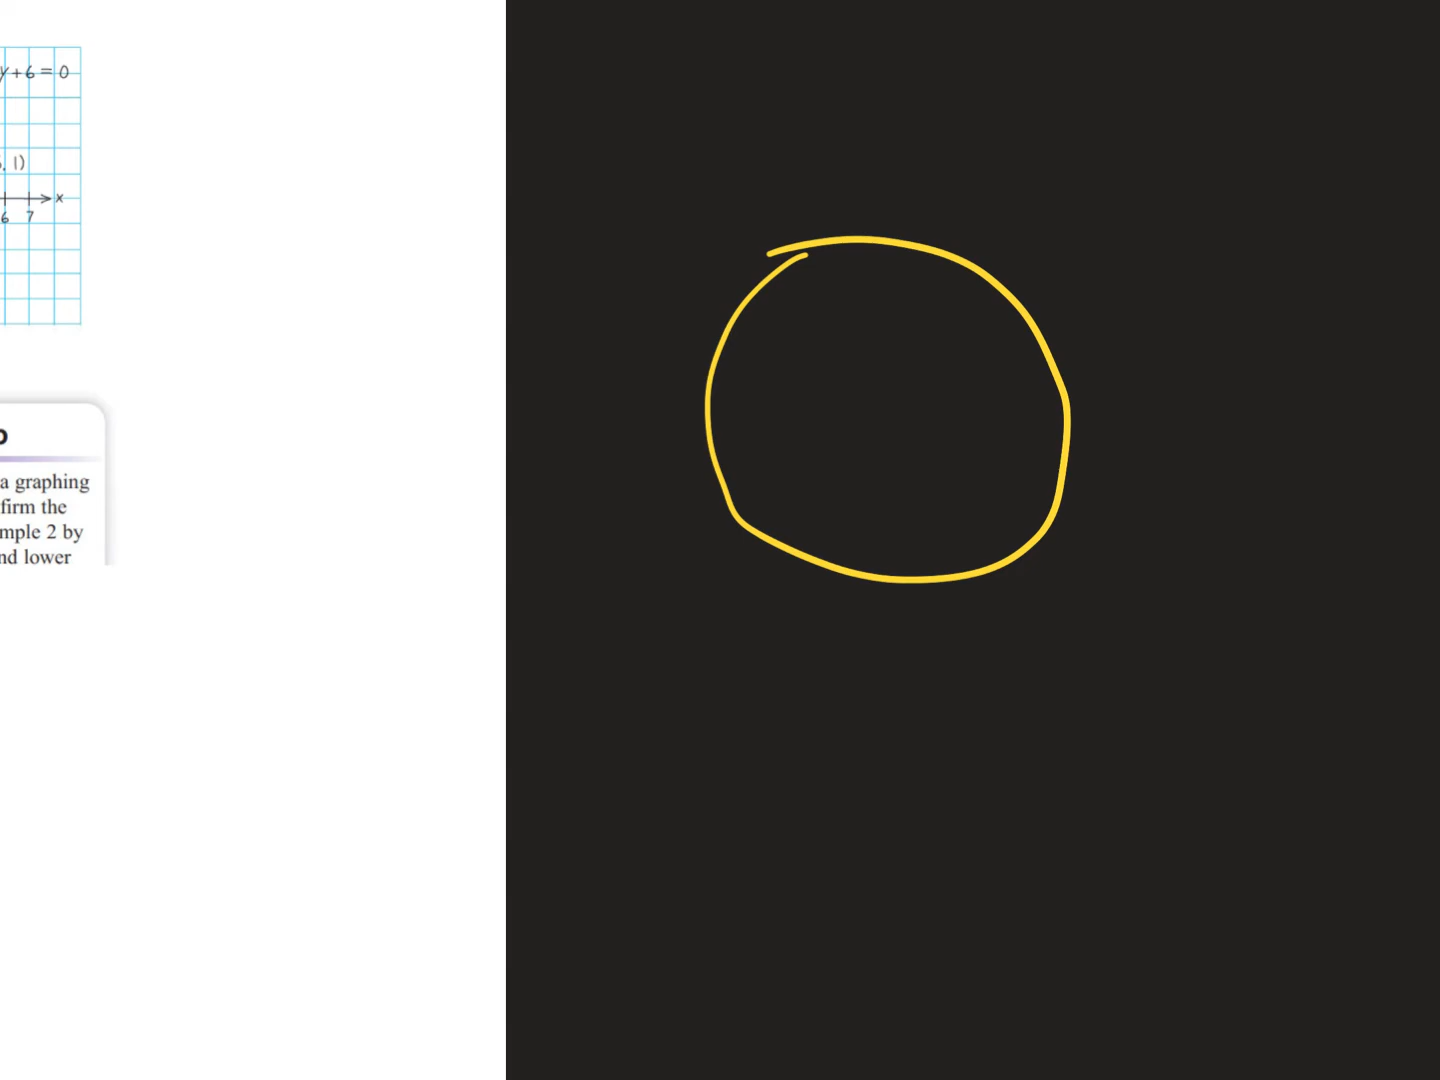 y+6=0
, 1)
x
6 7
a graphing
firm the
mple 2 by
nd lower